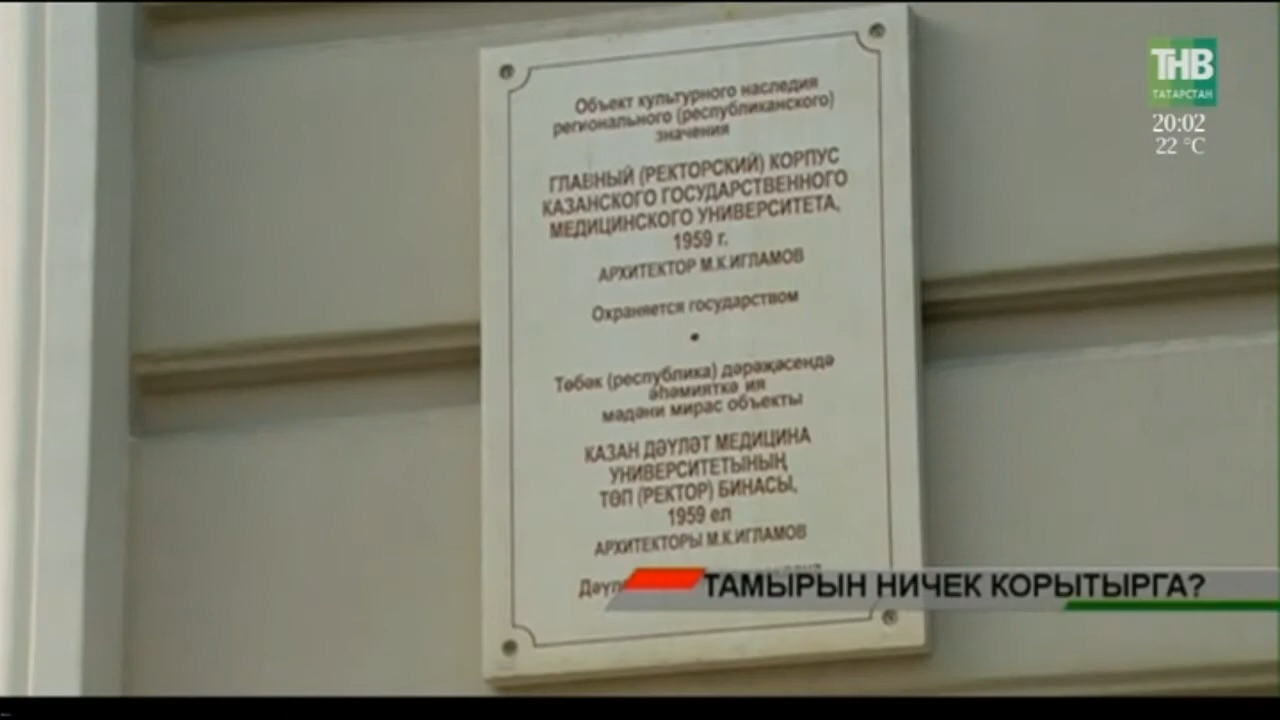 Объект культурного наследия
регионального (республиканского)
значения
ГЛАВНЫЙ (РЕКТОРСКИЙ) КОРПУС
КАЗАНСКОГО ГОСУДАРСТВЕННОГО
МЕДИЦИНСКОГО УНИВЕРСИТЕТА,
1959 г.
АРХИТЕКТОР М.К.ИГЛАМОВ
Охраняется государством
•
Төбәк (республика) дәрәҗәсендә
әһәмияткә ия
мәдәни мирас объекты
КАЗАН ДӘҮЛӘТ МЕДИЦИНА
УНИВЕРСИТЕТЫНЫҢ
ТӨП (РЕКТОР) БИНАСЫ,
1959 ел
АРХИТЕКТОРЫ М.К.ИГЛАМОВ
ТАМЫРЫН НИЧЕК КОРЫТЫРГА?
ТНВ
ТАТАРСТАН
20:02
22 °C